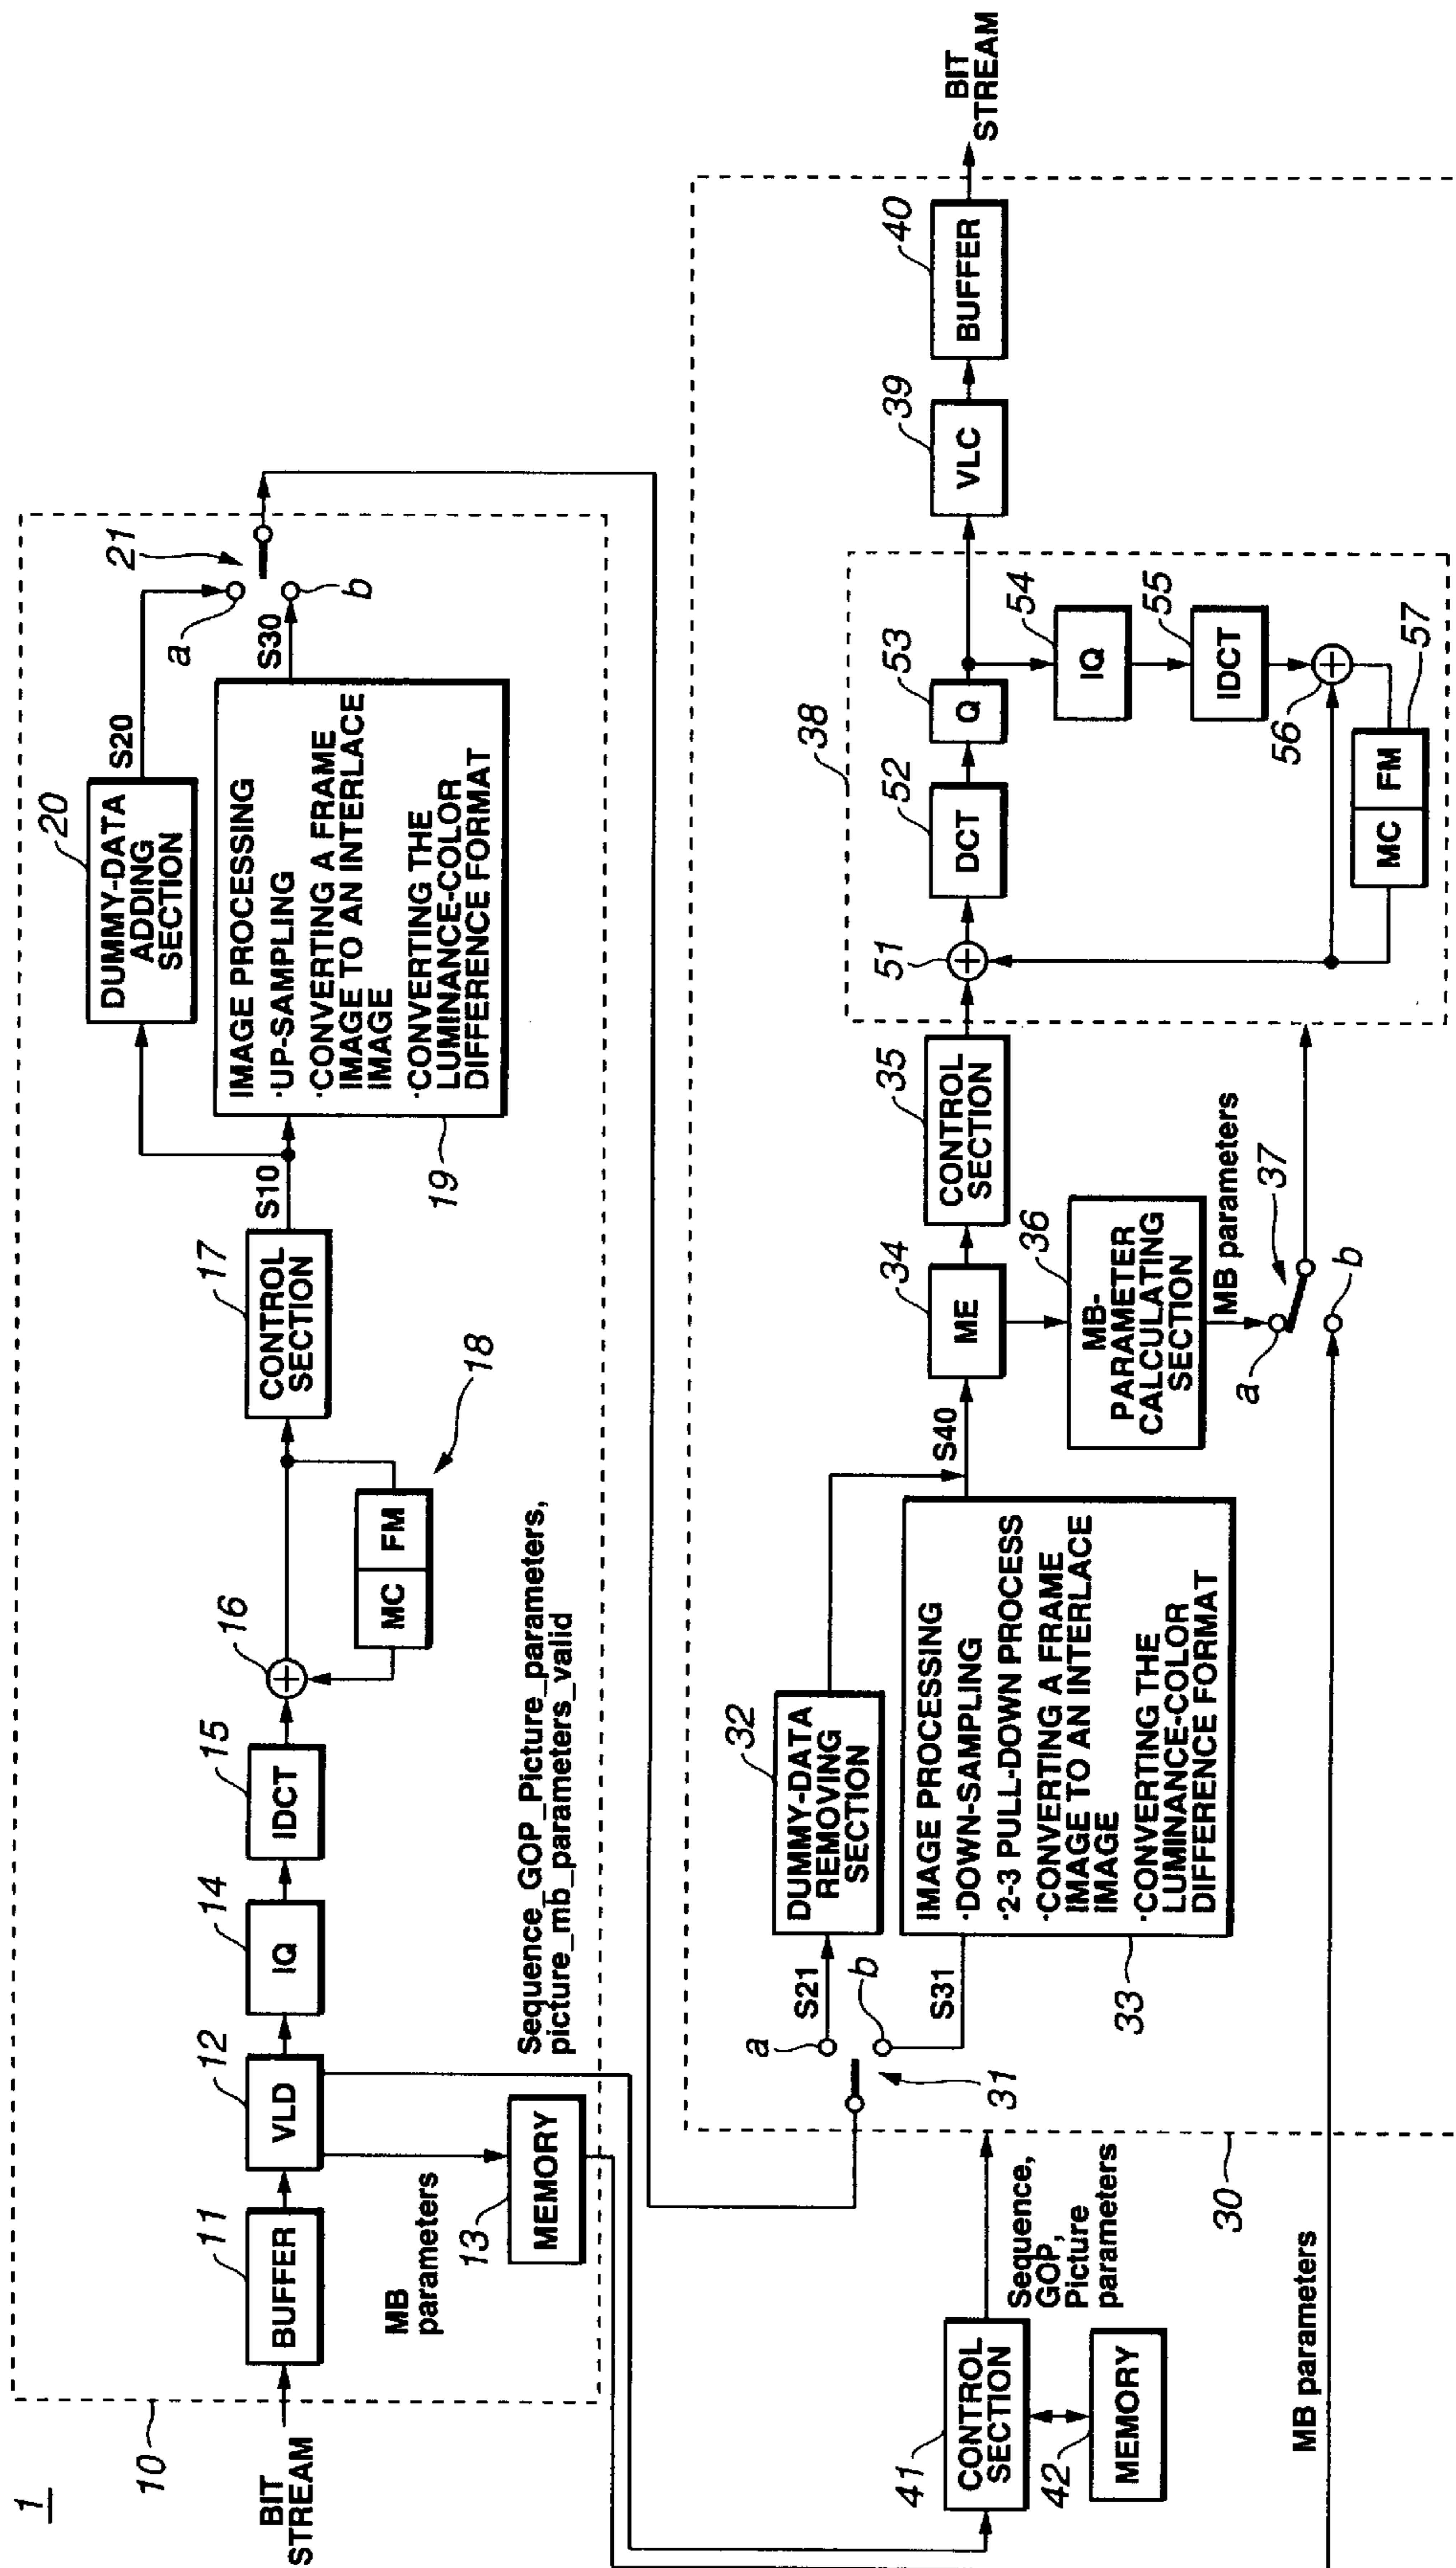 1
10
BIT
STREAM
11
BUFFER
12
VLD
MB
parameters
13
MEMORY
14
IQ
15
IDCT
16
MC
FM
18
17
CONTROL
SECTION
S10
20
DUMMY-DATA
ADDING
SECTION
S20
19
IMAGE PROCESSING
·UP-SAMPLING
·CONVERTING A FRAME
IMAGE TO AN INTERLACE
IMAGE
·CONVERTING THE
LUMINANCE-COLOR
DIFFERENCE FORMAT
S30
a
b
21
Sequence_GOP_Picture_parameters,
picture_mb_parameters_valid
41
CONTROL
SECTION
42
MEMORY
Sequence,
GOP,
Picture
parameters
MB parameters
30
31
a
b
S21
S31
32
DUMMY-DATA
REMOVING
SECTION
33
IMAGE PROCESSING
·DOWN-SAMPLING
·2-3 PULL-DOWN PROCESS
·CONVERTING A FRAME
IMAGE TO AN INTERLACE
IMAGE
·CONVERTING THE
LUMINANCE-COLOR
DIFFERENCE FORMAT
S40
34
ME
35
CONTROL
SECTION
36
MB-
PARAMETER
CALCULATING
SECTION
MB parameters
37
a
b
38
51
52
DCT
53
Q
54
IQ
55
IDCT
56
57
MC
FM
39
VLC
40
BUFFER
BIT
STREAM